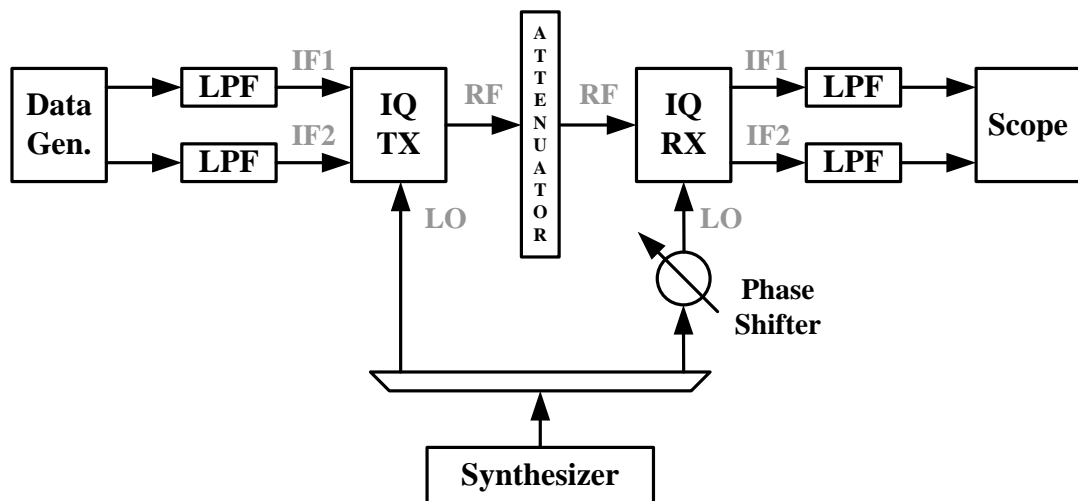 Data
Gen.
LPF
LPF
IF1
IF2
IQ
TX
LO
RF
ATTENUATOR
RF
IQ
RX
LO
IF1
IF2
LPF
LPF
Scope
Phase
Shifter
Synthesizer